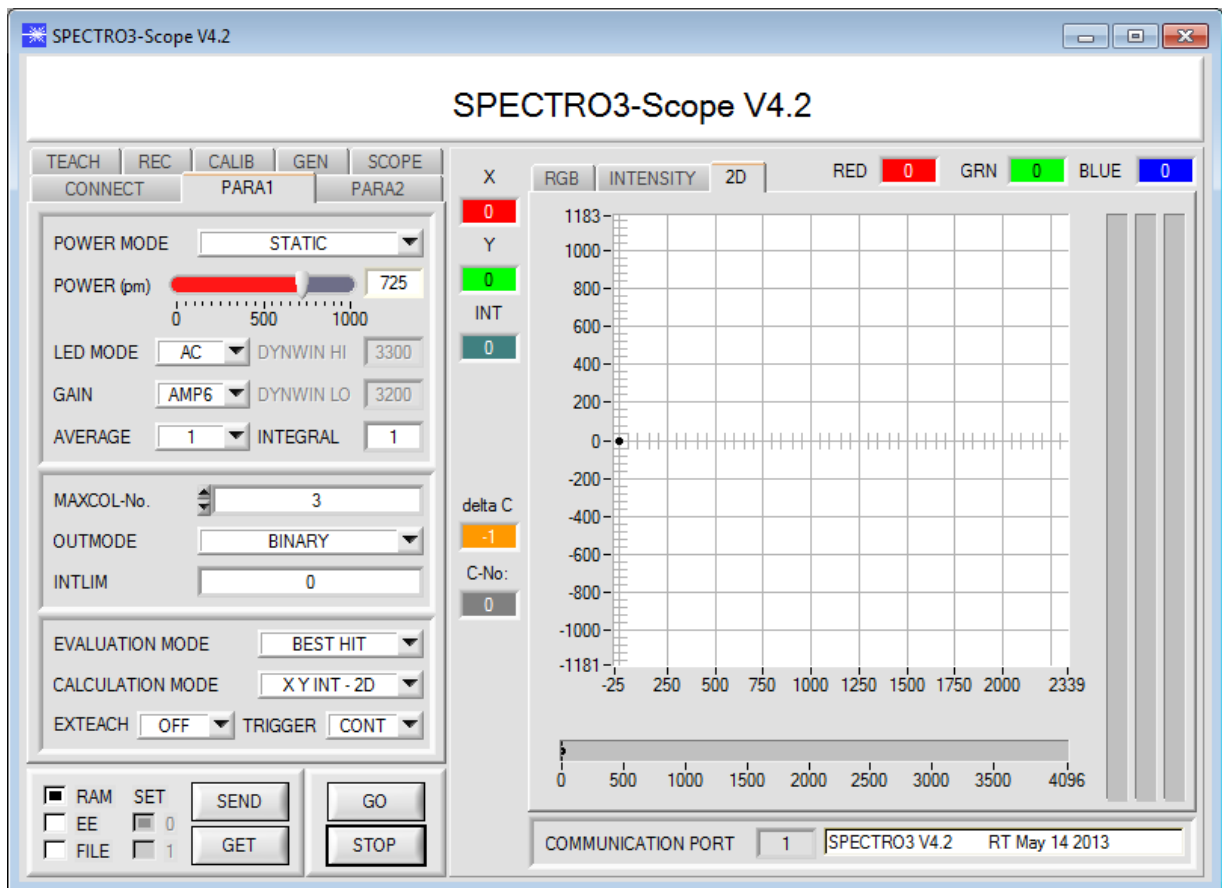 SPECTRO3-Scope V4.2
SPECTRO3-Scope V4.2
TEACH REC CALIB GEN SCOPE
CONNECT PARA1 PARA2
POWER MODE STATIC
POWER (pm) 725
0 500 1000
LED MODE AC DYNWIN HI 3300
GAIN AMP6 DYNWIN LO 3200
AVERAGE 1 INTEGRAL 1
MAXCOL-No. 3
OUTMODE BINARY
INTLIM 0
EVALUATION MODE BEST HIT
CALCULATION MODE X Y INT - 2D
EXTEACH OFF TRIGGER CONT
RAM SET SEND GO
EE 0
FILE 1 GET STOP
X
0
Y
0
INT
0
delta C
-1
C-No:
0
RGB INTENSITY 2D RED 0 GRN 0 BLUE 0
1183
1000
800
600
400
200
0
-200
-400
-600
-800
-1000
-1181
-25 250 500 750 1000 1250 1500 1750 2000 2339
0 500 1000 1500 2000 2500 3000 3500 4096
COMMUNICATION PORT 1 SPECTRO3 V4.2 RT May 14 2013